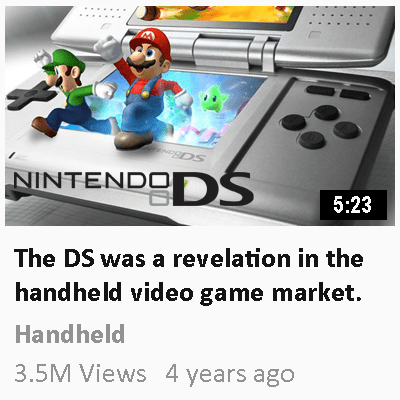 NINTENDO DS
5:23
The DS was a revelation in the
handheld video game market.
Handheld
3.5M Views 4 years ago